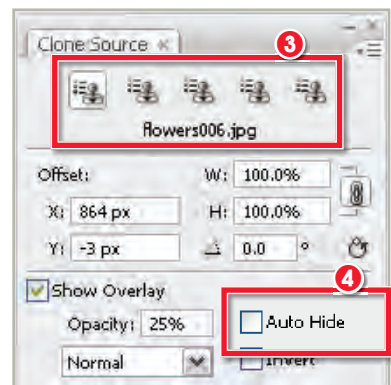 Clone Source ×
3
flowers006.jpg
Offset: W: 100.0%
X: 864 px H: 100.0%
Y: -3 px 0.0 °
4
Show Overlay
Opacity: 25% Auto Hide
Normal Invert